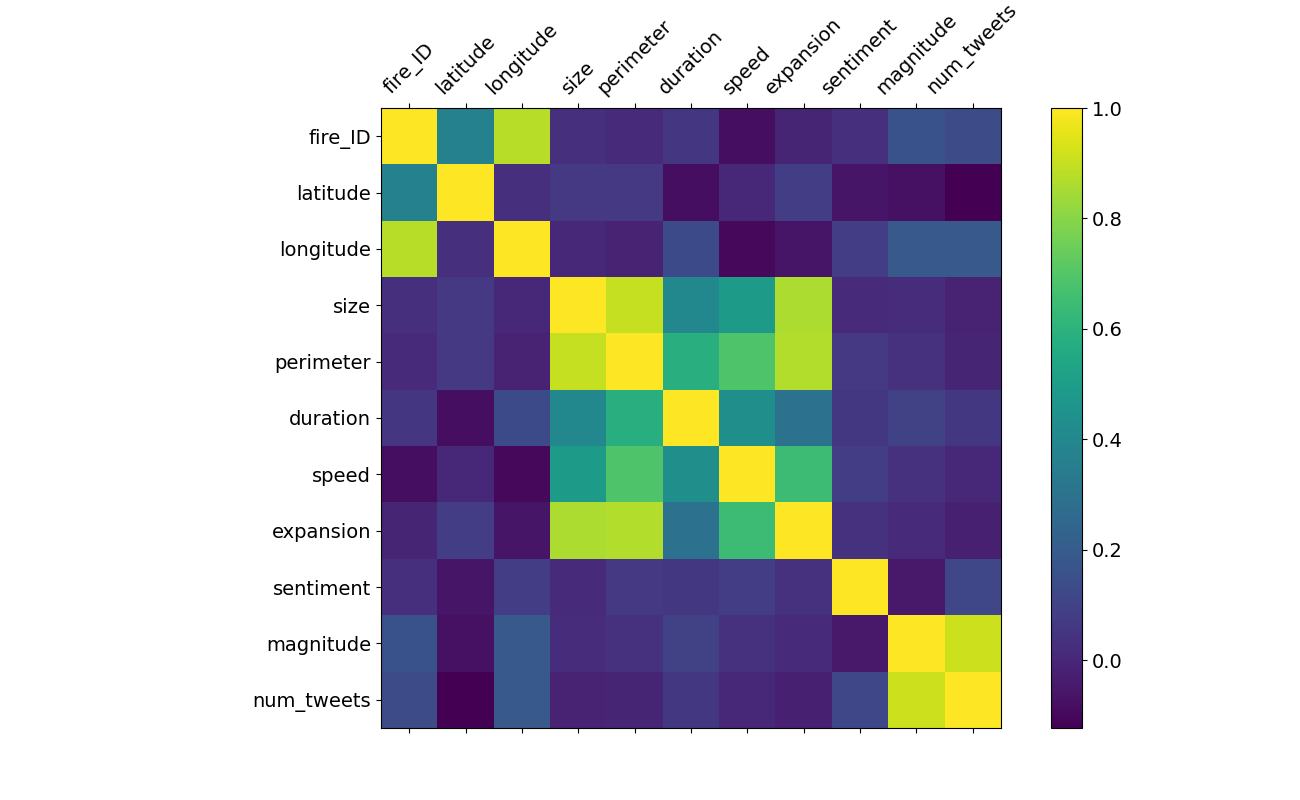 fire_ID
latitude
longitude
size
perimeter
duration
speed
expansion
sentiment
magnitude
num_tweets
fire_ID
latitude
longitude
size
perimeter
duration
speed
expansion
sentiment
magnitude
num_tweets
1.0
0.8
0.6
0.4
0.2
0.0